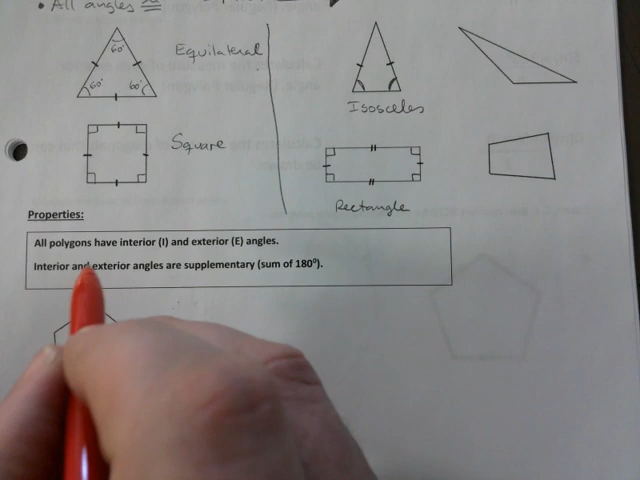 • All angles ≅
60°
60° 60°
Equilateral
Isosceles
Square
Rectangle
Properties:
All polygons have interior (I) and exterior (E) angles.
Interior and exterior angles are supplementary (sum of 180°).